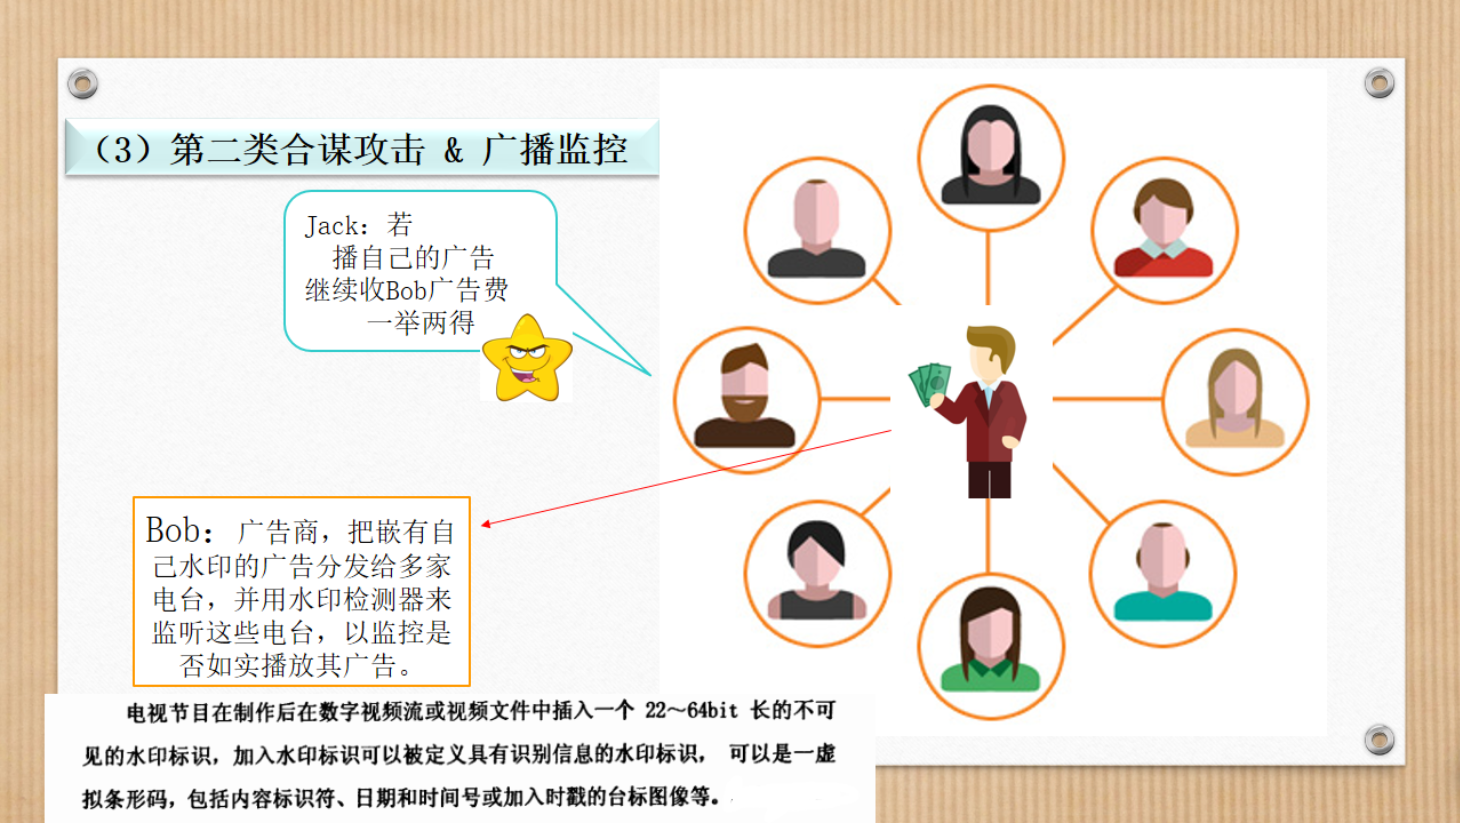 （3）第二类合谋攻击 & 广播监控
Jack：若
播自己的广告
继续收Bob广告费
一举两得
Bob：广告商，把嵌有自
己水印的广告分发给多家
电台，并用水印检测器来
监听这些电台，以监控是
否如实播放其广告。
电视节目在制作后在数字视频流或视频文件中插入一个 22～64bit 长的不可
见的水印标识，加入水印标识可以被定义具有识别信息的水印标识， 可以是一虚
拟条形码，包括内容标识符、日期和时间号或加入时戳的台标图像等。